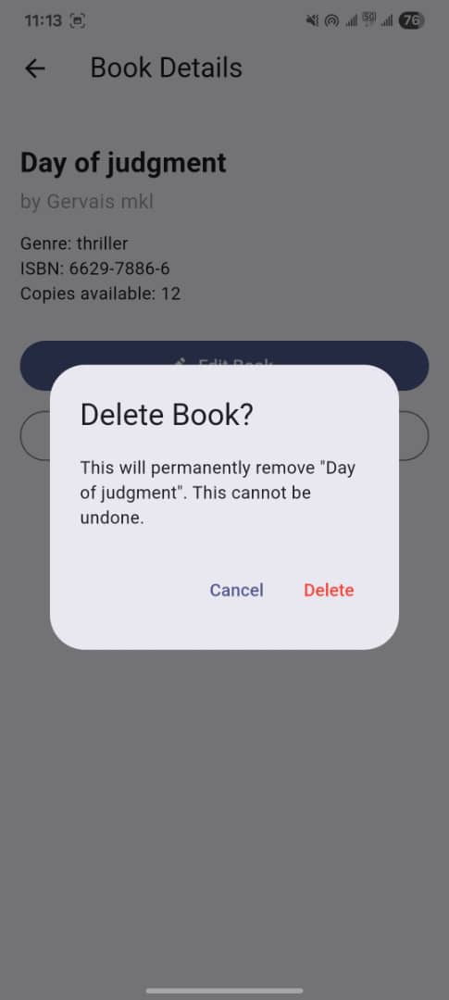 11:13
5G
76
Book Details
Day of judgment
by Gervais mkl
Genre: thriller
ISBN: 6629-7886-6
Copies available: 12
Edit Book
Delete Book?
This will permanently remove "Day
of judgment". This cannot be
undone.
Cancel Delete